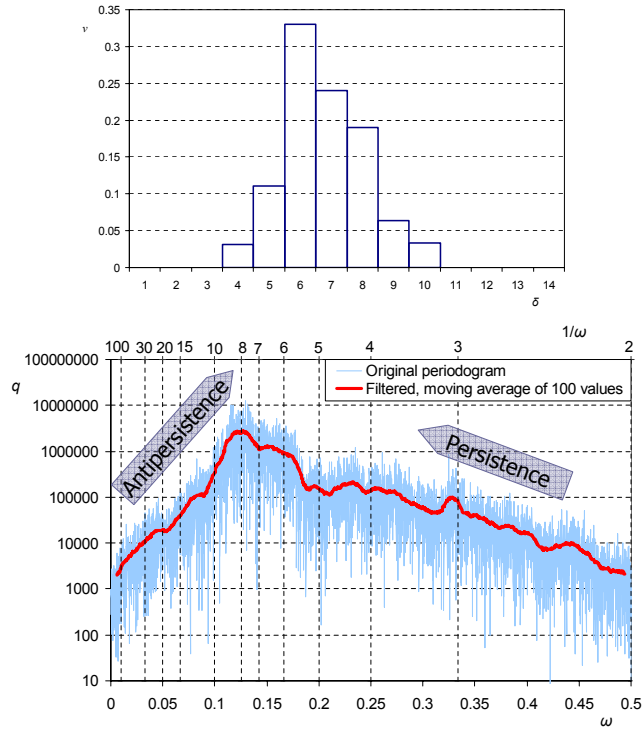 ν
0.35
0.3
0.25
0.2
0.15
0.1
0.05
0
1 2 3 4 5 6 7 8 9 10 11 12 13 14
δ
1/ω
100 30 20 15 10 8 7 6 5 4 3 2
q
100000000
10000000
1000000
100000
10000
1000
100
10
Original periodogram
Filtered, moving average of 100 values
Antipersistence
Persistence
0 0.05 0.1 0.15 0.2 0.25 0.3 0.35 0.4 0.45 0.5
ω